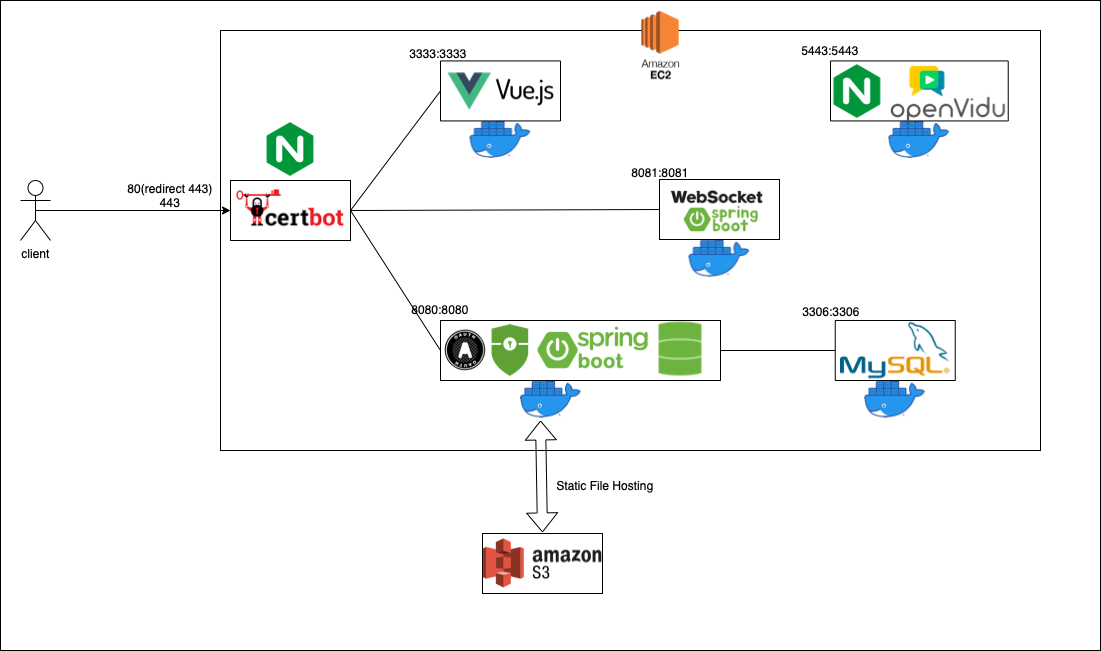 Amazon
EC2
3333:3333
Vue.js
5443:5443
N
openVidu
N
80(redirect 443)
443
certbot
client
8081:8081
WebSocket
spring
boot
8080:8080
A
spring
boot
3306:3306
MySQL
Static File Hosting
amazon
S3